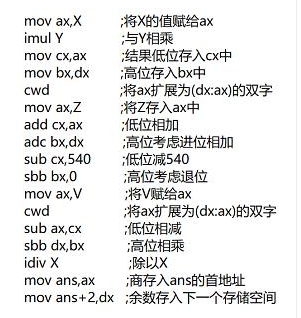 mov ax,X ;将X的值赋给ax
imul Y ;与Y相乘
mov cx,ax ;结果低位存入cx中
mov bx,dx ;高位存入bx中
cwd ;将ax扩展为(dx:ax)的双字
mov ax,Z ;将Z存入ax中
add cx,ax ;低位相加
adc bx,dx ;高位考虑进位相加
sub cx,540 ;低位减540
sbb bx,0 ;高位考虑退位
mov ax,V ;将V赋给ax
cwd ;将ax扩展为(dx:ax)的双字
sub ax,cx ;低位相减
sbb dx,bx ;高位相乘
idiv X ;除以X
mov ans,ax ;商存入ans的首地址
mov ans+2,dx ;余数存入下一个存储空间